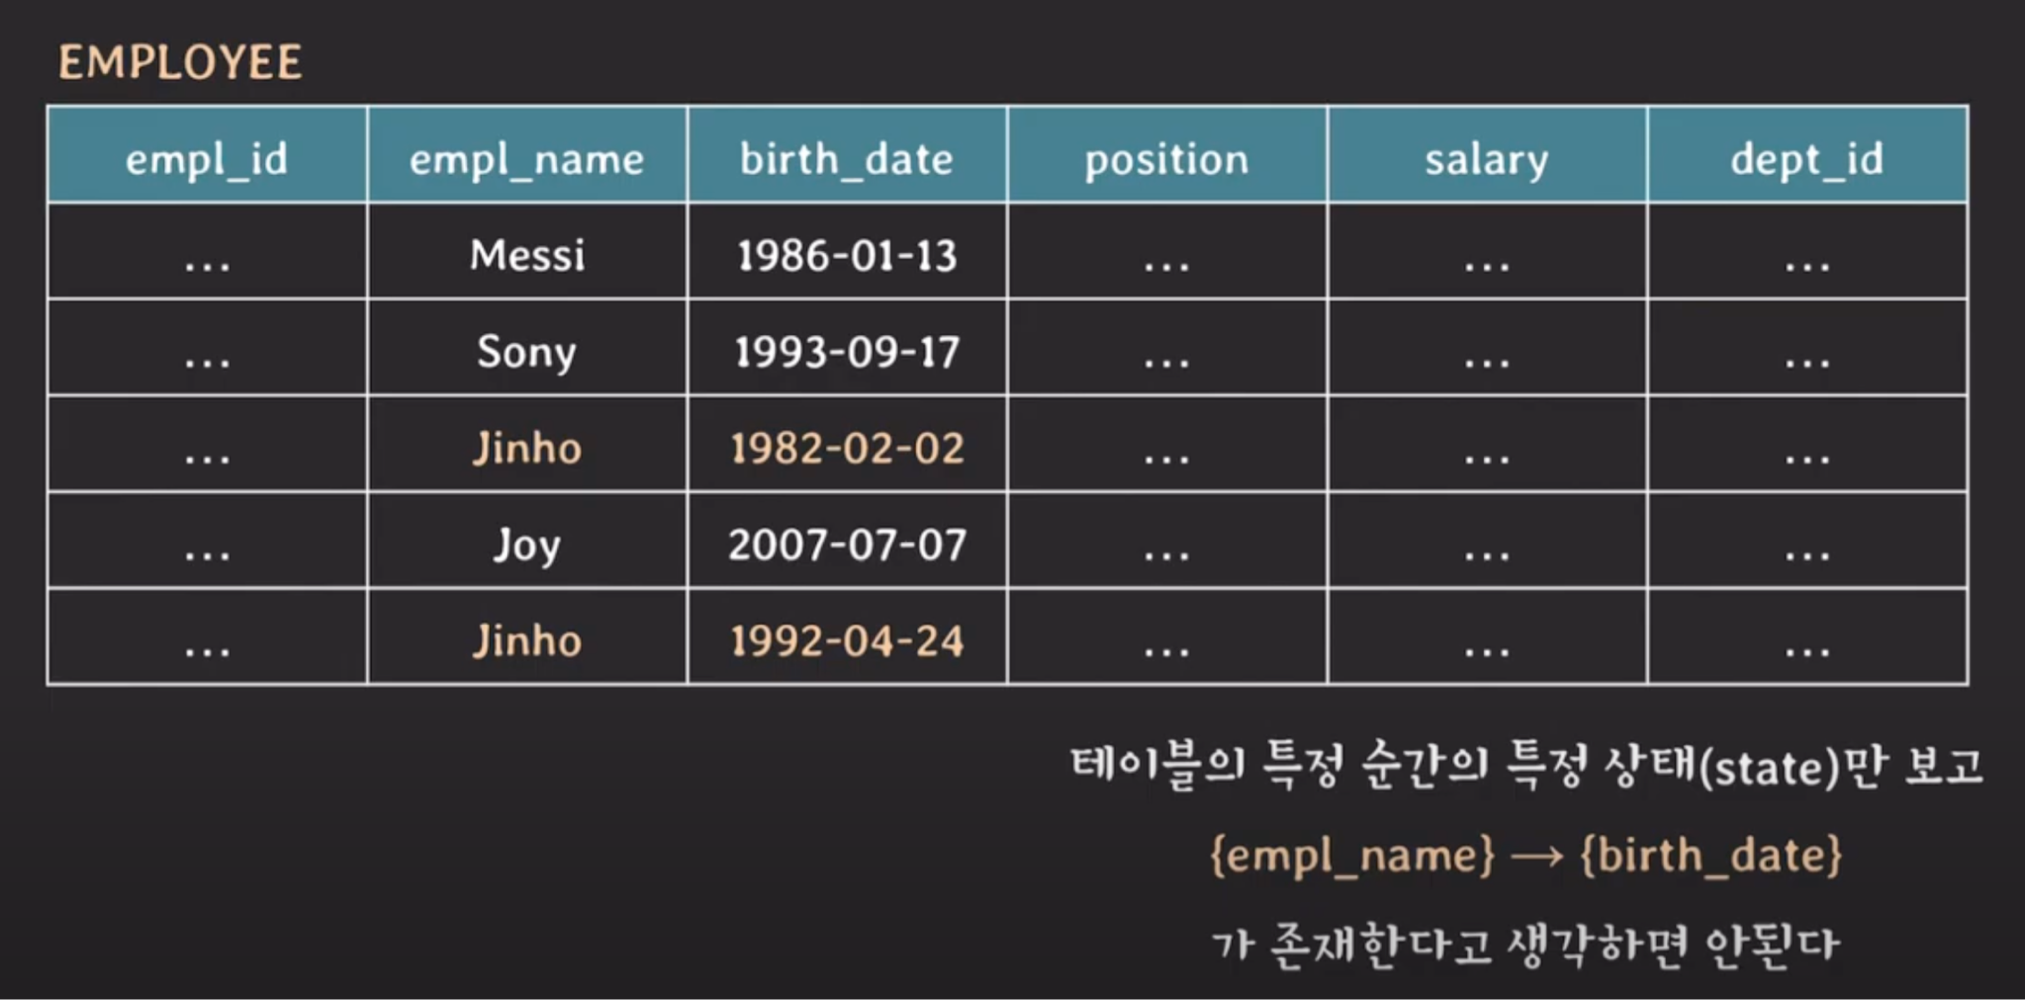 EMPLOYEE
empl_id empl_name birth_date position salary dept_id
... Messi 1986-01-13 ... ... ...
... Sony 1993-09-17 ... ... ...
... Jinho 1982-02-02 ... ... ...
... Joy 2007-07-07 ... ... ...
... Jinho 1992-04-24 ... ... ...
테이블의 특정 순간의 특정 상태(state)만 보고
{empl_name} → {birth_date}
가 존재한다고 생각하면 안된다